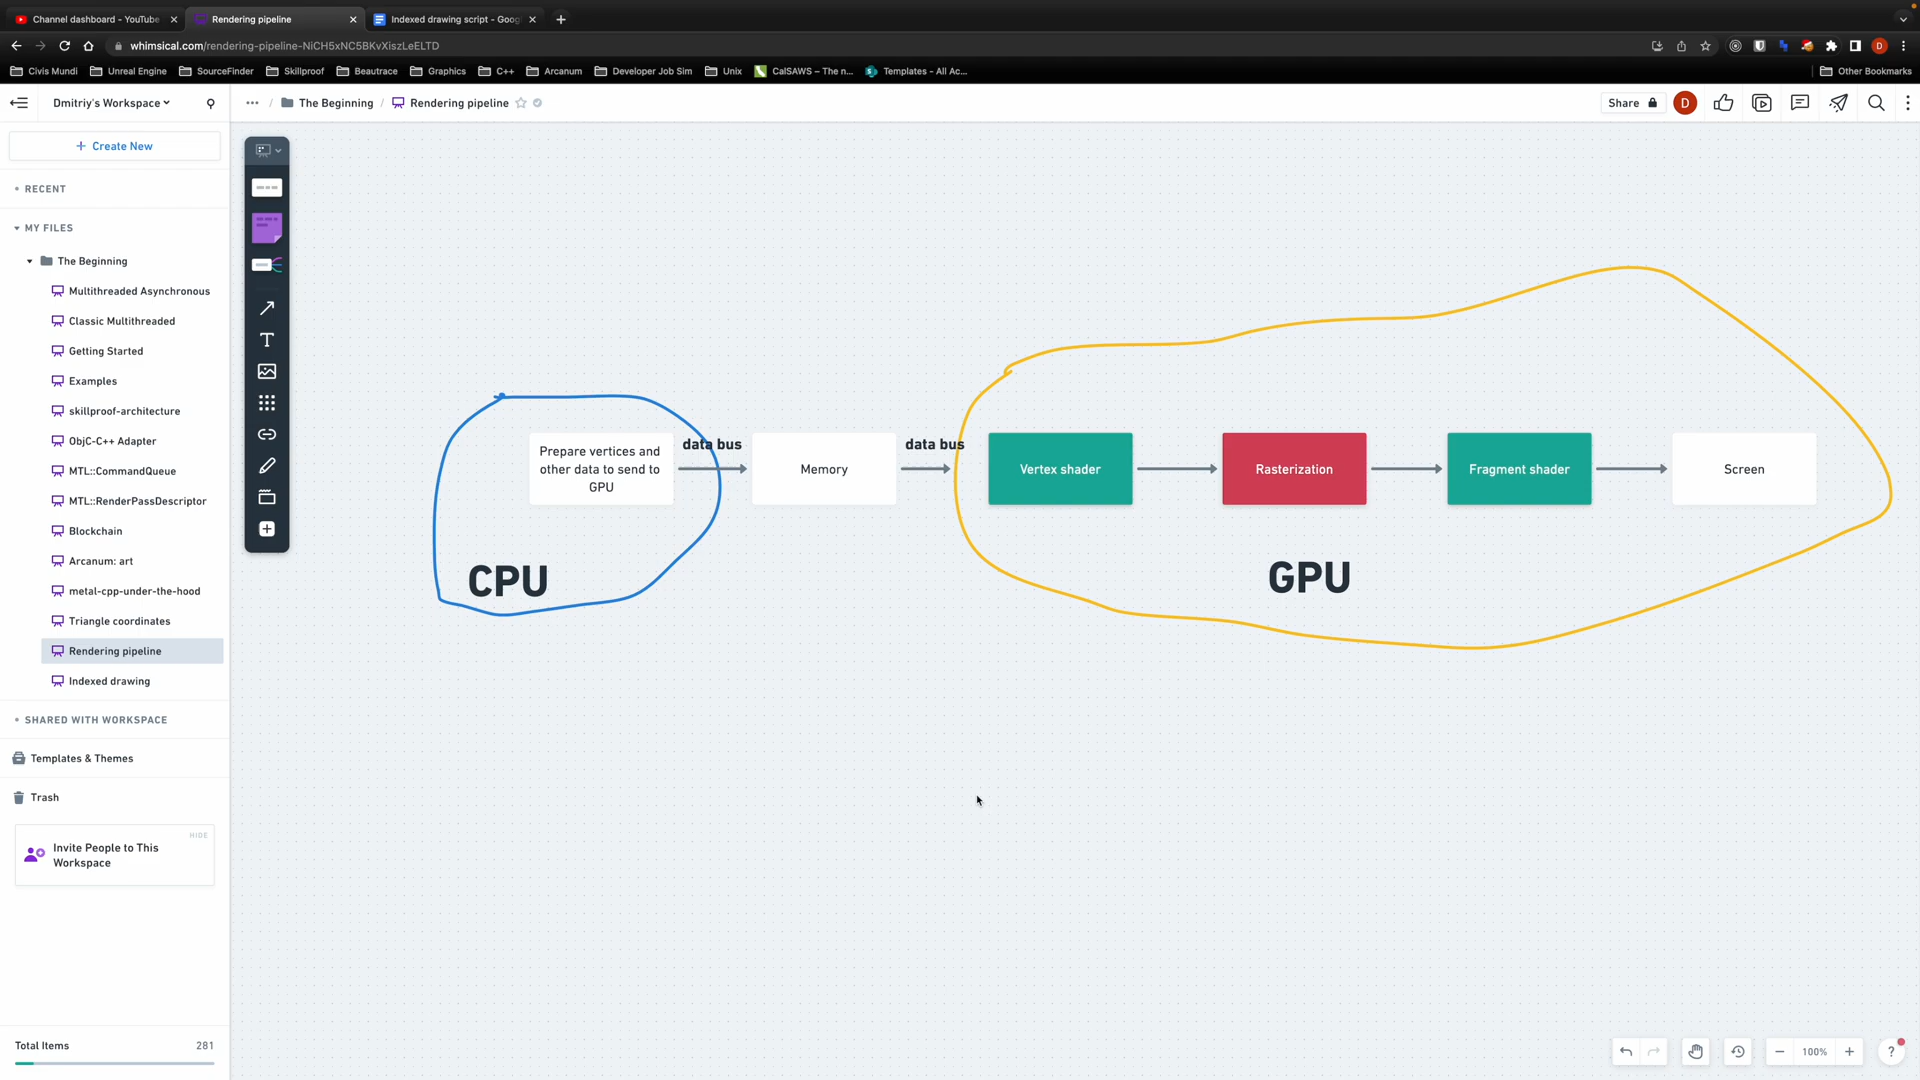 Channel dashboard - YouTube
Rendering pipeline
Indexed drawing script - Goog
whimsical.com/rendering-pipeline-NiCH5xNC5BKvXiszLeELTD
D
Civis Mundi
Unreal Engine
SourceFinder
Skillproof
Beautrace
Graphics
C++
Arcanum
Developer Job Sim
Unix
CalSAWS – The n...
Templates - All Ac...
Other Bookmarks
Dmitriy's Workspace
... / The Beginning / Rendering pipeline
Share
D
+ Create New
RECENT
MY FILES
The Beginning
Multithreaded Asynchronous
Classic Multithreaded
Getting Started
Examples
skillproof-architecture
ObjC-C++ Adapter
MTL::CommandQueue
MTL::RenderPassDescriptor
Blockchain
Arcanum: art
metal-cpp-under-the-hood
Triangle coordinates
Rendering pipeline
Indexed drawing
SHARED WITH WORKSPACE
Templates & Themes
Trash
HIDE
Invite People to This
Workspace
Total Items 281
T
Prepare vertices and
other data to send to
GPU
data bus
Memory
data bus
Vertex shader
Rasterization
Fragment shader
Screen
CPU
GPU
100%
?